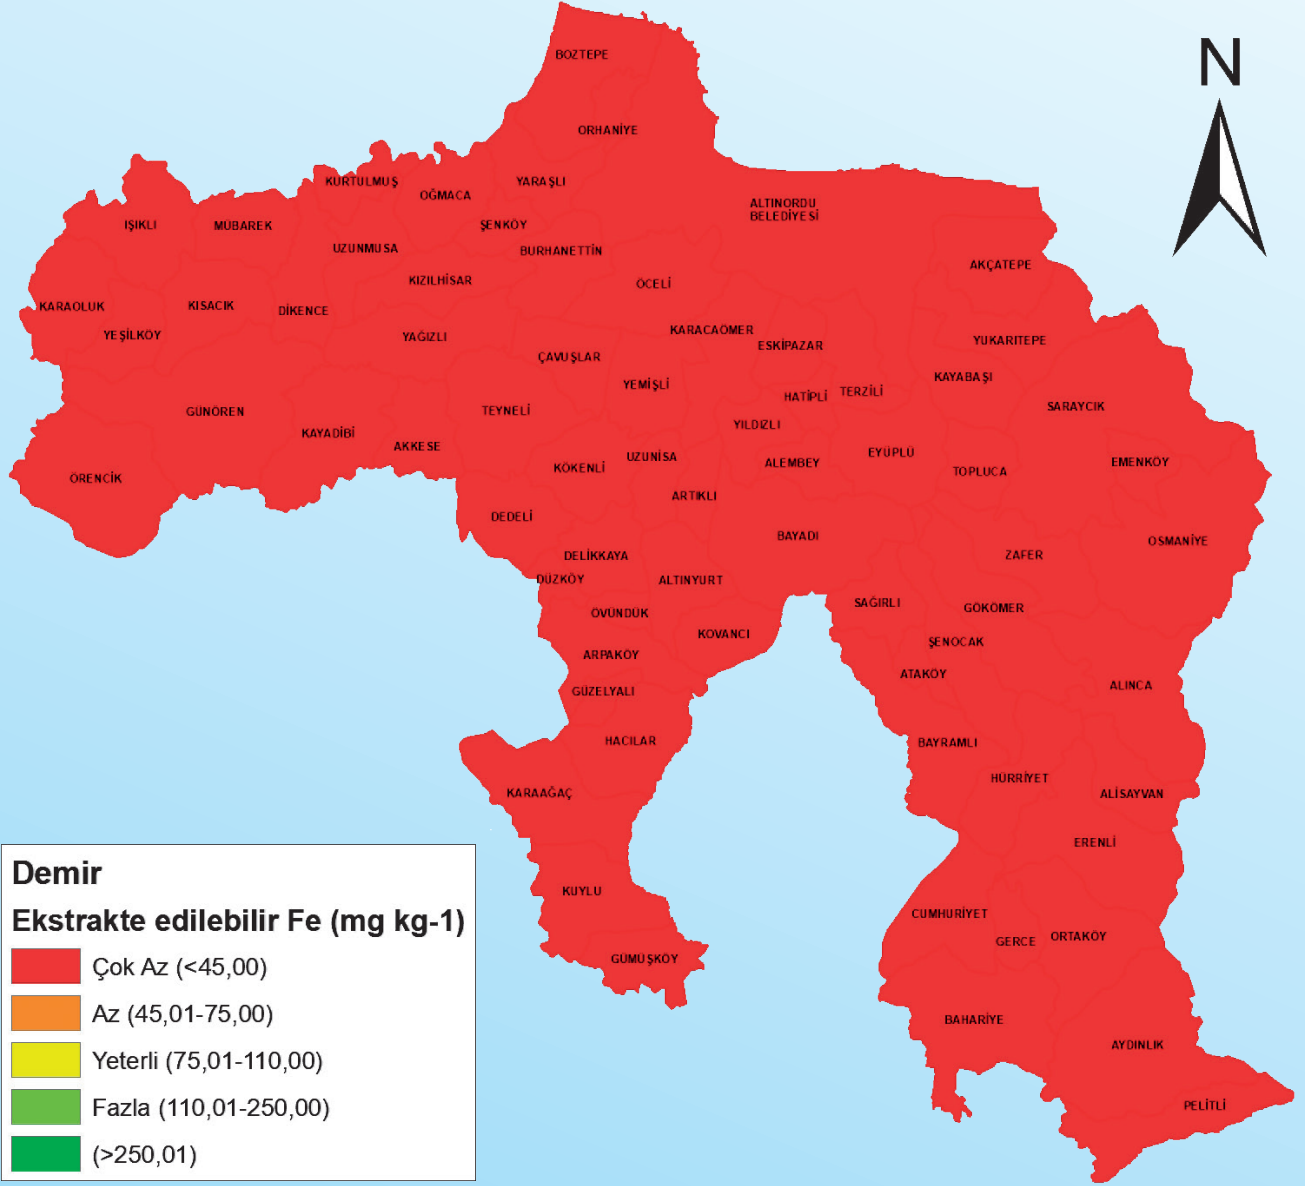 N
BOZTEPE
ORHANİYE
KURTULMUŞ
OĞMACA
YARAŞLI
ALTINORDU
BELEDİYESİ
IŞIKLI
MÜBAREK
ŞENKÖY
UZUNMUSA
BURHANETTİN
AKÇATEPE
KIZILHİSAR
ÖCELİ
KARAOLUK
KISACIK
DİKENCE
YEŞİLKÖY
YAĞIZLI
KARACAÖMER
ESKİPAZAR
YUKARITEPE
ÇAVUŞLAR
YEMİŞLİ
KAYABAŞI
HATİPLİ
TERZİLİ
SARAYCIK
GÜNÖREN
TEYNELİ
YILDIZLI
KAYADİBİ
AKKESE
UZUNİSA
EYÜPLÜ
KÖKENLİ
ALEMBEY
TOPLUCA
EMENKÖY
ÖRENCİK
ARTIKLI
DEDELİ
BAYADI
OSMANİYE
DELİKKAYA
ZAFER
DÜZKÖY
ALTINYURT
ÖVÜNDÜK
SAĞIRLI
GÖKÖMER
KOVANCI
ŞENOCAK
ARPAKÖY
ATAKÖY
GÜZELYALI
ALINCA
HACILAR
BAYRAMLI
HÜRRİYET
KARAAĞAÇ
ALİSAYVAN
ERENLİ
KUYLU
CUMHURİYET
GERCE
ORTAKÖY
GÜMÜŞKÖY
BAHARİYE
AYDINLIK
PELİTLİ
Demir
Ekstrakte edilebilir Fe (mg kg-1)
Çok Az (<45,00)
Az (45,01-75,00)
Yeterli (75,01-110,00)
Fazla (110,01-250,00)
(>250,01)